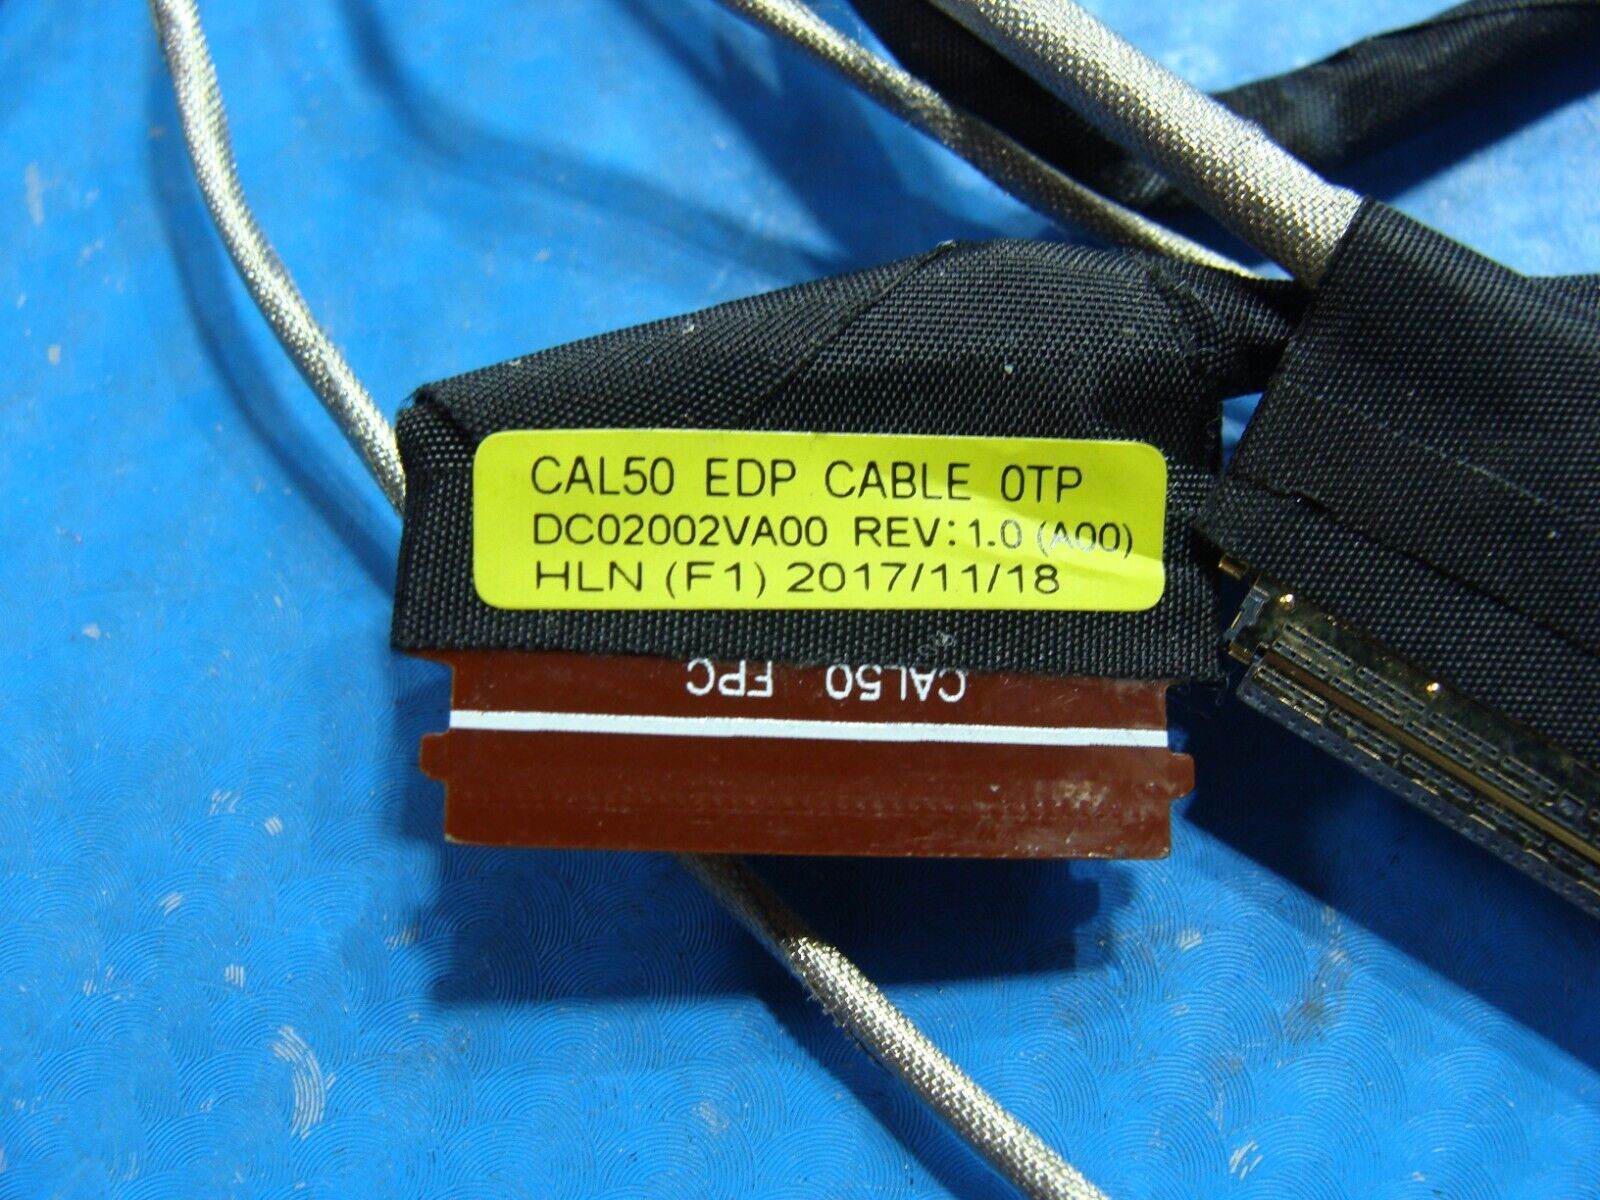 CAL50 EDP CABLE 0TP
DC02002VA00 REV:1.0 (A00)
HLN (F1) 2017/11/18
CAL50 FPC